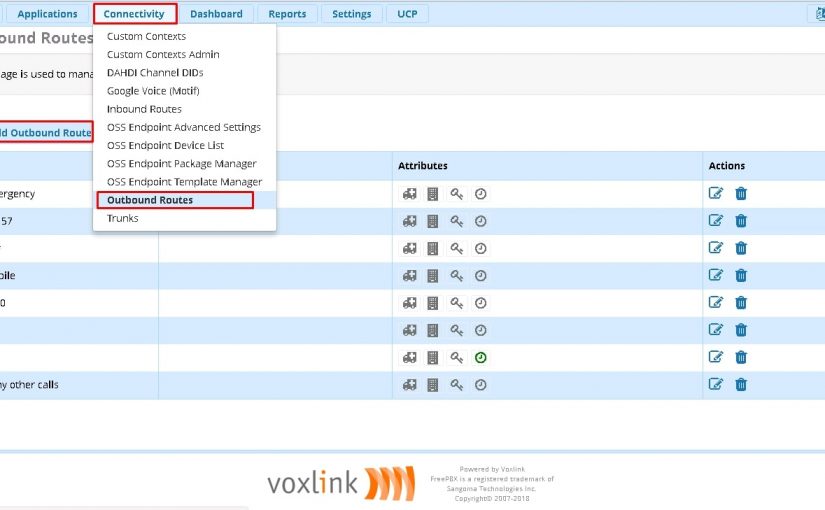 Applications Connectivity Dashboard Reports Settings UCP
ound Routes
Custom Contexts
Custom Contexts Admin
age is used to mana
DAHDI Channel DIDs
Google Voice (Motif)
Inbound Routes
OSS Endpoint Advanced Settings
ld Outbound Route
OSS Endpoint Device List
OSS Endpoint Package Manager
Attributes Actions
OSS Endpoint Template Manager
ergency
Outbound Routes
57
Trunks
bile
0
ny other calls
voxlink
Powered by Voxlink
FreePBX is a registered trademark of
Sangoma Technologies Inc.
Copyright© 2007-2018